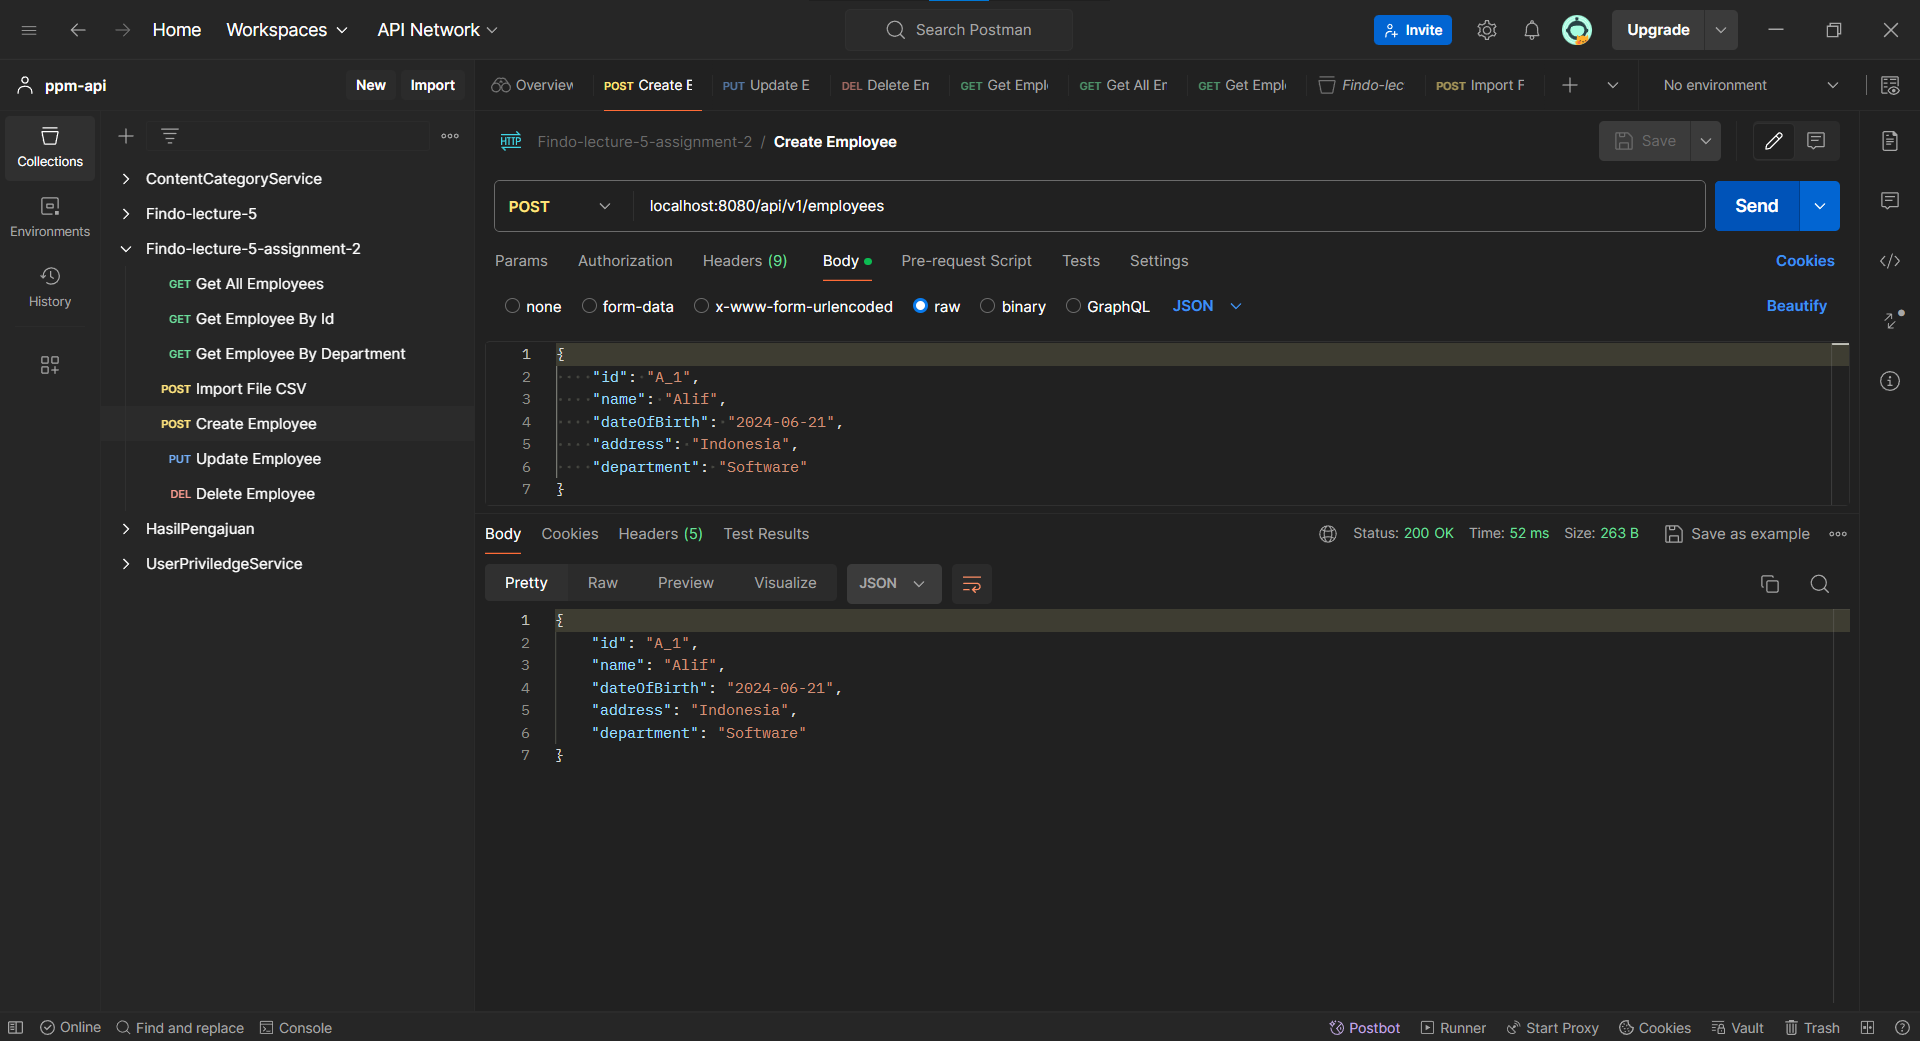 Home Workspaces API Network Search Postman Invite Upgrade
ppm-api New Import
Overview POST Create E PUT Update E DEL Delete Em GET Get Empl GET Get All Er GET Get Empl Findo-lec POST Import F No environment
Collections
Environments
History
ContentCategoryService
Findo-lecture-5
Findo-lecture-5-assignment-2
GET Get All Employees
GET Get Employee By Id
GET Get Employee By Department
POST Import File CSV
POST Create Employee
PUT Update Employee
DEL Delete Employee
HasilPengajuan
UserPriviledgeService
HTTP Findo-lecture-5-assignment-2 / Create Employee Save
POST localhost:8080/api/v1/employees Send
Params Authorization Headers (9) Body Pre-request Script Tests Settings Cookies
none form-data x-www-form-urlencoded raw binary GraphQL JSON Beautify
1 {
2 "id": "A_1",
3 "name": "Alif",
4 "dateOfBirth": "2024-06-21",
5 "address": "Indonesia",
6 "department": "Software"
7 }
Body Cookies Headers (5) Test Results Status: 200 OK Time: 52 ms Size: 263 B Save as example
Pretty Raw Preview Visualize JSON
1 {
2 "id": "A_1",
3 "name": "Alif",
4 "dateOfBirth": "2024-06-21",
5 "address": "Indonesia",
6 "department": "Software"
7 }
Online Find and replace Console Postbot Runner Start Proxy Cookies Vault Trash